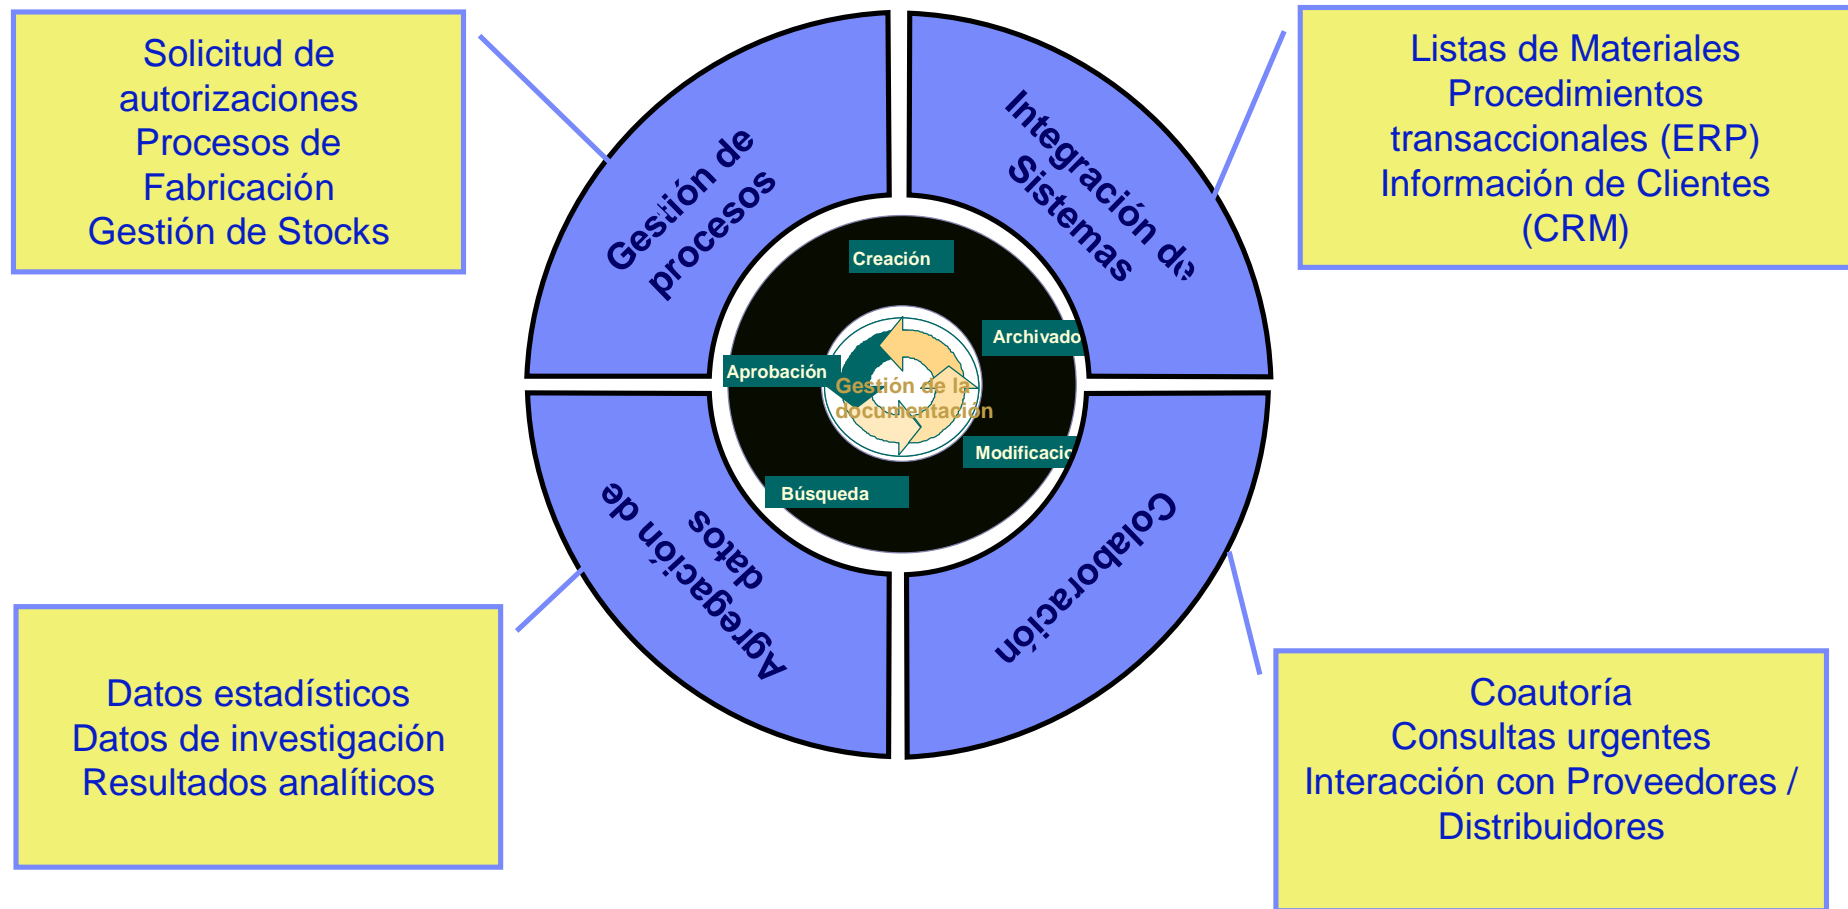 Solicitud de
autorizaciones
Procesos de
Fabricación
Gestión de Stocks
Listas de Materiales
Procedimientos
transaccionales (ERP)
Información de Clientes
(CRM)
Gestión de
procesos
Integración de
Sistemas
Creación
Archivado
Aprobación
Gestión de la
documentación
Modificacio
Búsqueda
Agregación de
datos
Colaboración
Datos estadísticos
Datos de investigación
Resultados analíticos
Coautoría
Consultas urgentes
Interacción con Proveedores /
Distribuidores